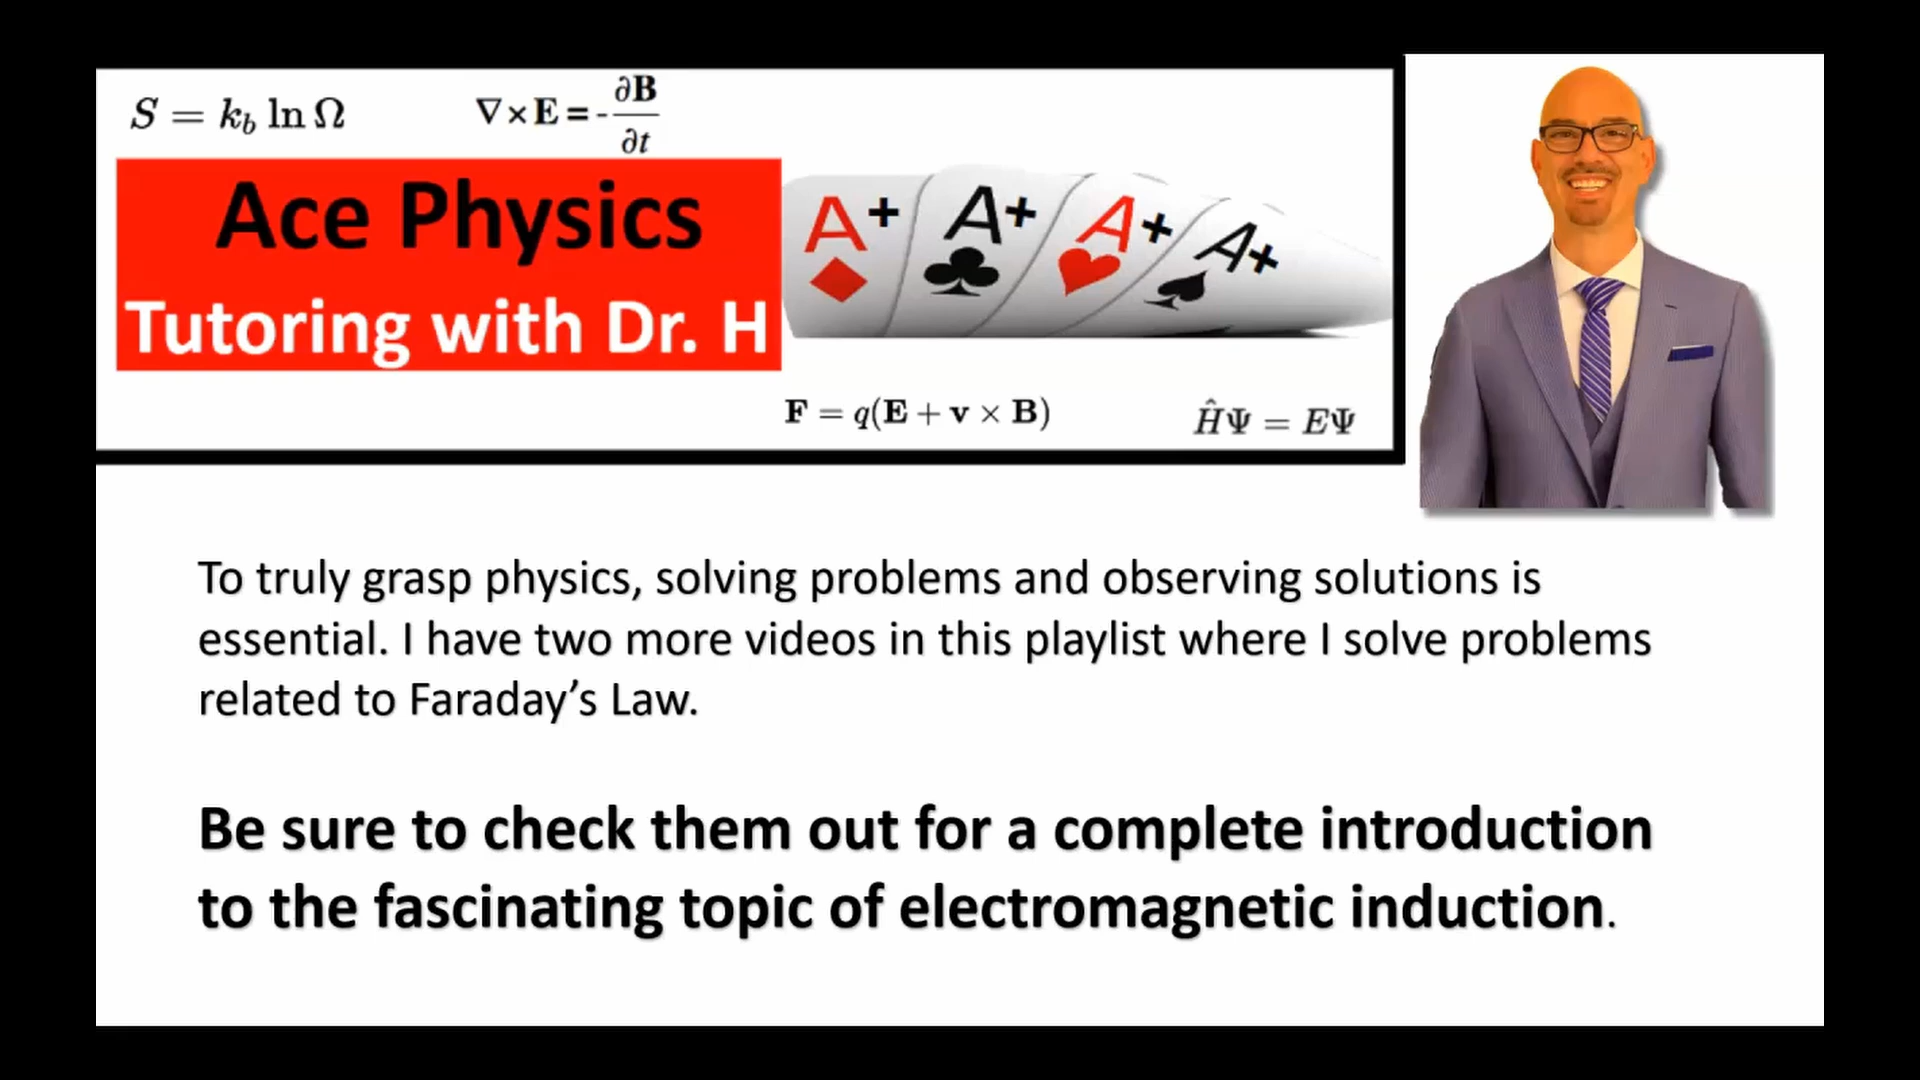 S = k_b ln Ω
∇×E = -∂B/∂t
Ace Physics
Tutoring with Dr. H
A+ A+ A+ A+
F = q(E + v × B)
ĤΨ = EΨ
To truly grasp physics, solving problems and observing solutions is
essential. I have two more videos in this playlist where I solve problems
related to Faraday’s Law.
Be sure to check them out for a complete introduction
to the fascinating topic of electromagnetic induction.